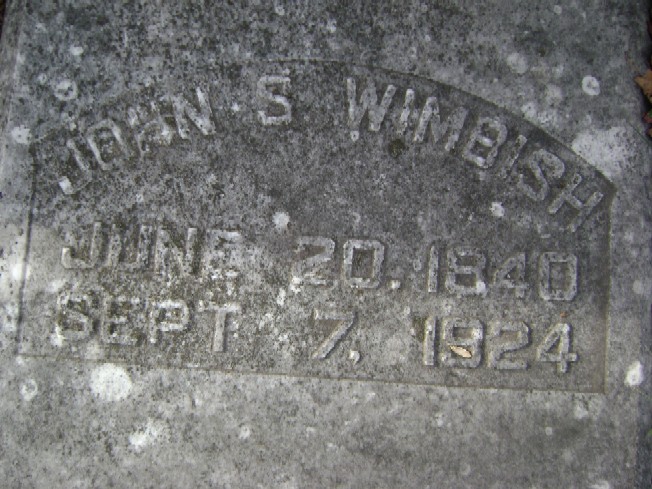 JOHN S WIMBISH
JUNE 20, 1840
SEPT 7, 1924